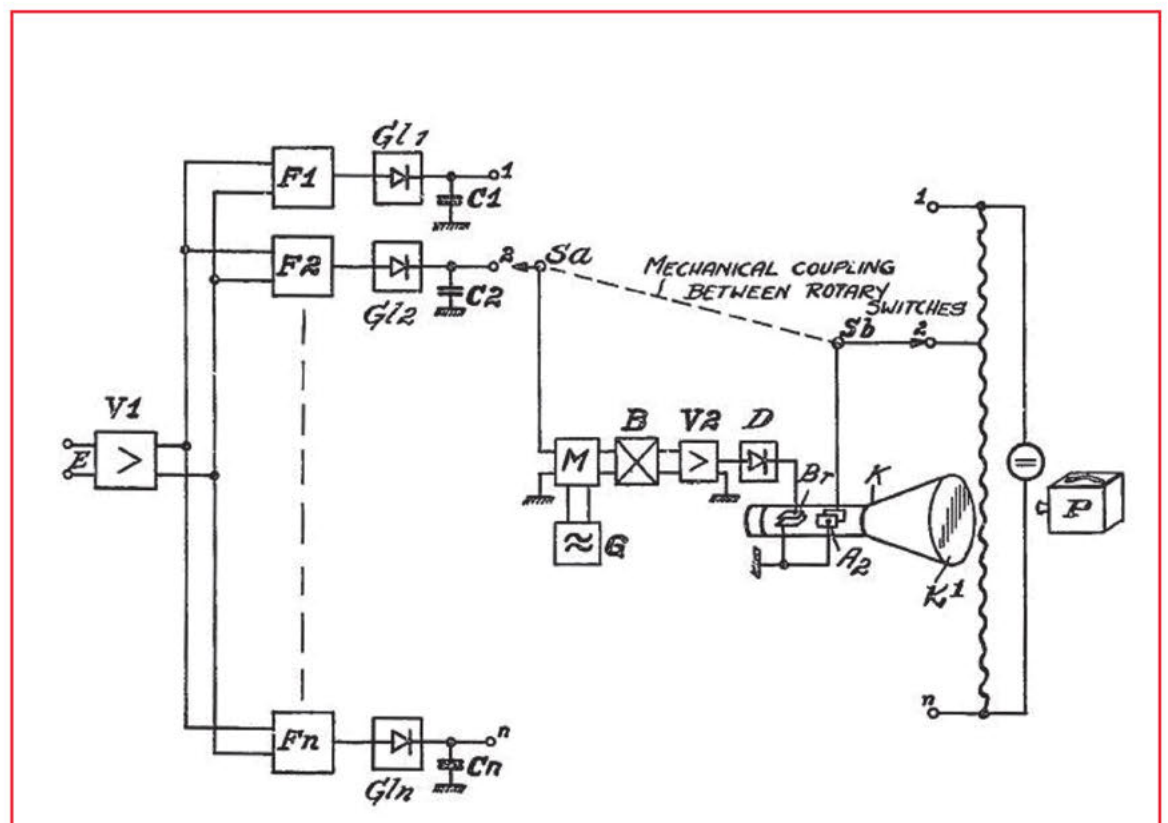 Gl1
F1
1
C1
F2
2
Sa
Gl2
C2
MECHANICAL COUPLING
BETWEEN ROTARY
SWITCHES
1
Sb
2
V1
E
>
M
B
V2
>
D
Br
K
≈
G
A2
K1
=
P
n
Fn
n
Gln
Cn